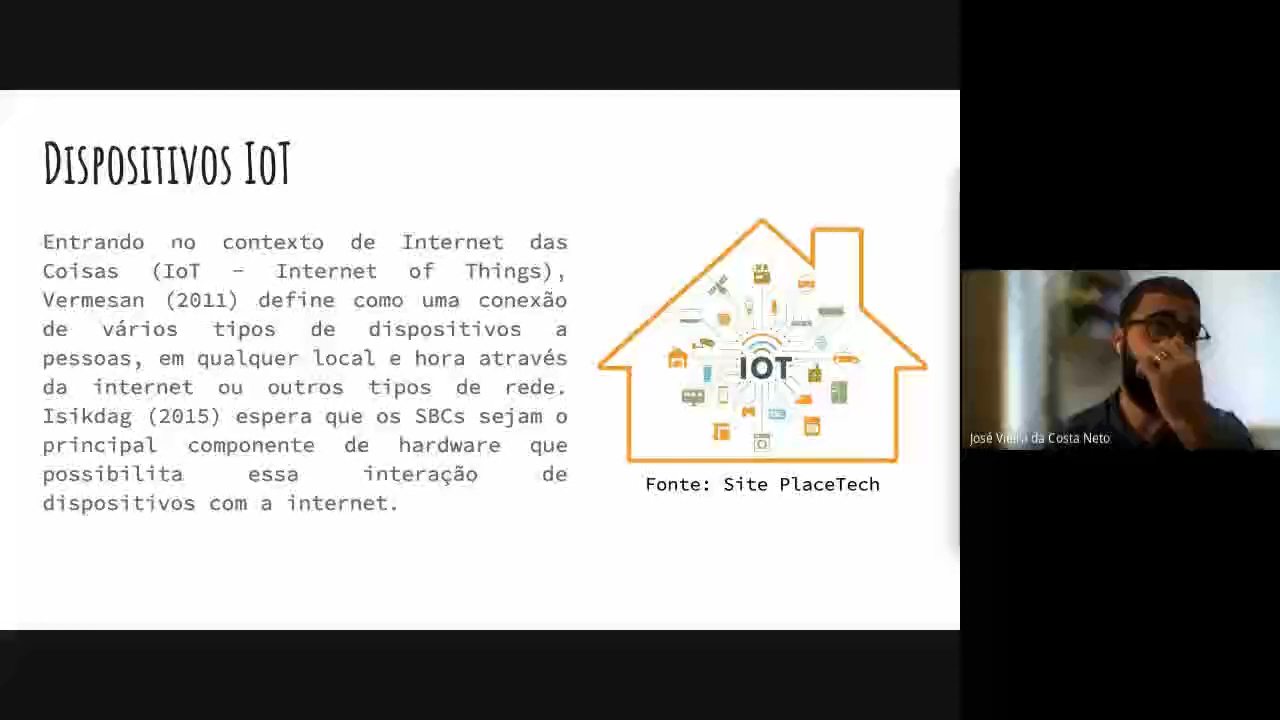 Dispositivos IoT
Entrando no contexto de Internet das
Coisas (IoT - Internet of Things),
Vermesan (2011) define como uma conexão
de vários tipos de dispositivos a
pessoas, em qualquer local e hora através
da internet ou outros tipos de rede.
Isikdag (2015) espera que os SBCs sejam o
principal componente de hardware que
possibilita essa interação de
dispositivos com a internet.
IOT
Fonte: Site PlaceTech
José Vieira da Costa Neto